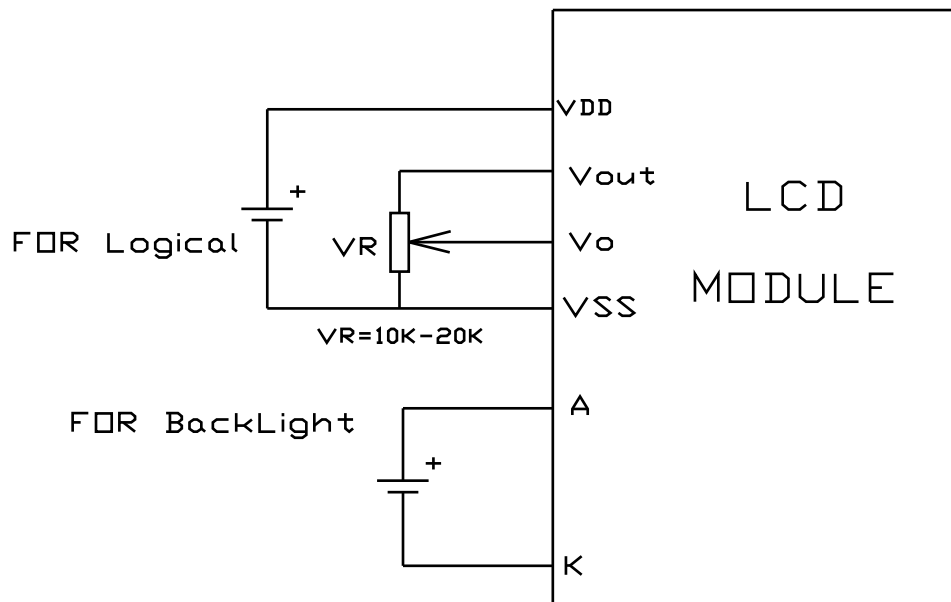 VDD
+
Vout
LCD
FOR Logical
VR
Vo
MODULE
VSS
VR=10K-20K
A
FOR BackLight
+
K